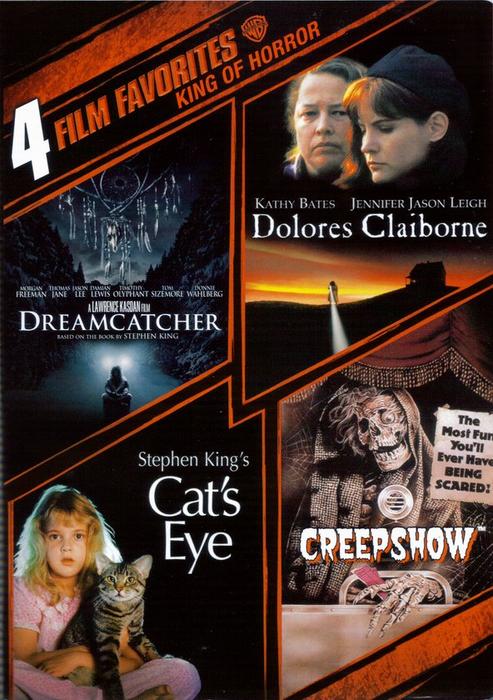 4 FILM FAVORITES
KING OF HORROR
WB
KATHY BATES JENNIFER JASON LEIGH
Dolores Claiborne
MORGAN FREEMAN THOMAS JANE JASON LEE DAMIAN LEWIS TIMOTHY OLYPHANT TOM SIZEMORE DONNIE WAHLBERG
A LAWRENCE KASDAN FILM
DREAMCATCHER
BASED ON THE BOOK BY STEPHEN KING
Stephen King's
Cat's
Eye
The
Most Fun
You'll
Ever Have
BEING
SCARED!
CREEPSHOW™